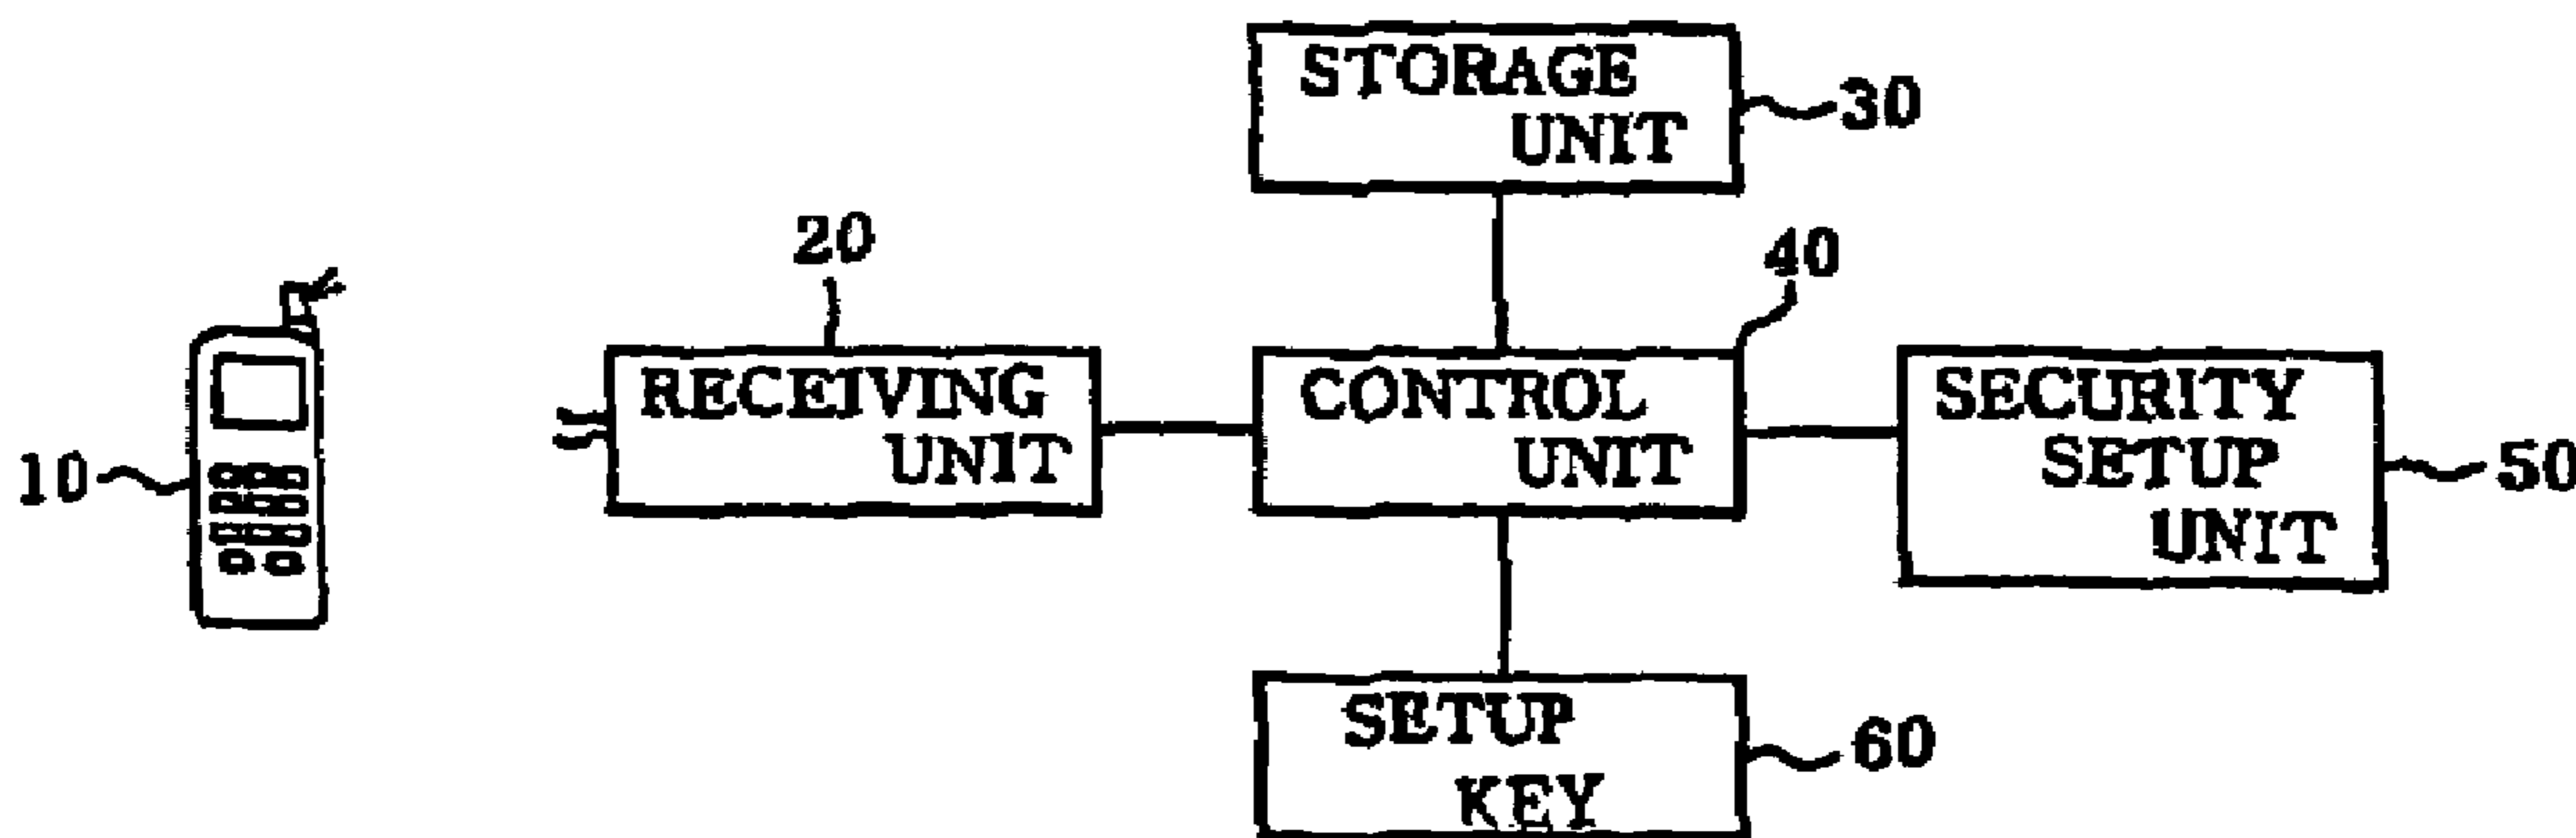 STORAGE
UNIT
30
20
40
RECEIVING
UNIT
CONTROL
UNIT
SECURITY
SETUP
UNIT
10
50
SETUP
KEY
60